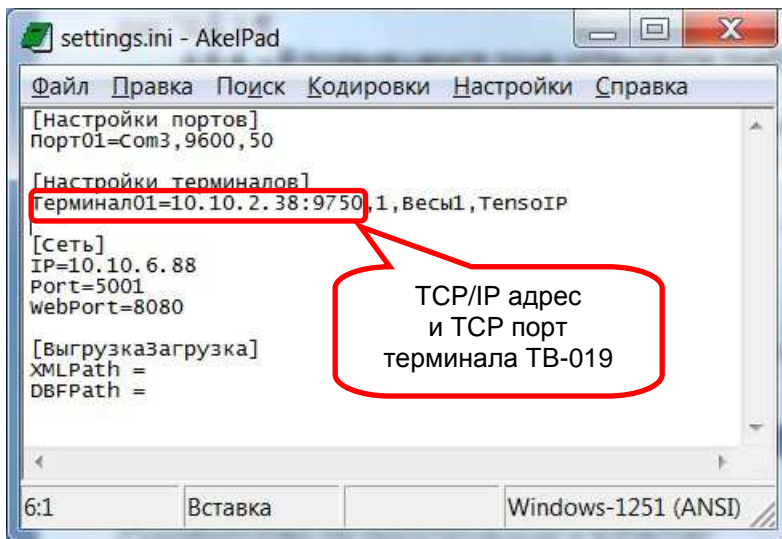 settings.ini - AkelPad
Файл Правка Поиск Кодировки Настройки Справка
[Настройки портов]
Порт01=Com3,9600,50
[Настройки терминалов]
Терминал01=10.10.2.38:9750,1,Весы1,TensoIP
[Сеть]
IP=10.10.6.88
Port=5001
WebPort=8080
[ВыгрузкаЗагрузка]
XMLPath =
DBFPath =
TCP/IP адрес
и TCP порт
терминала ТВ-019
6:1 Вставка Windows-1251 (ANSI)